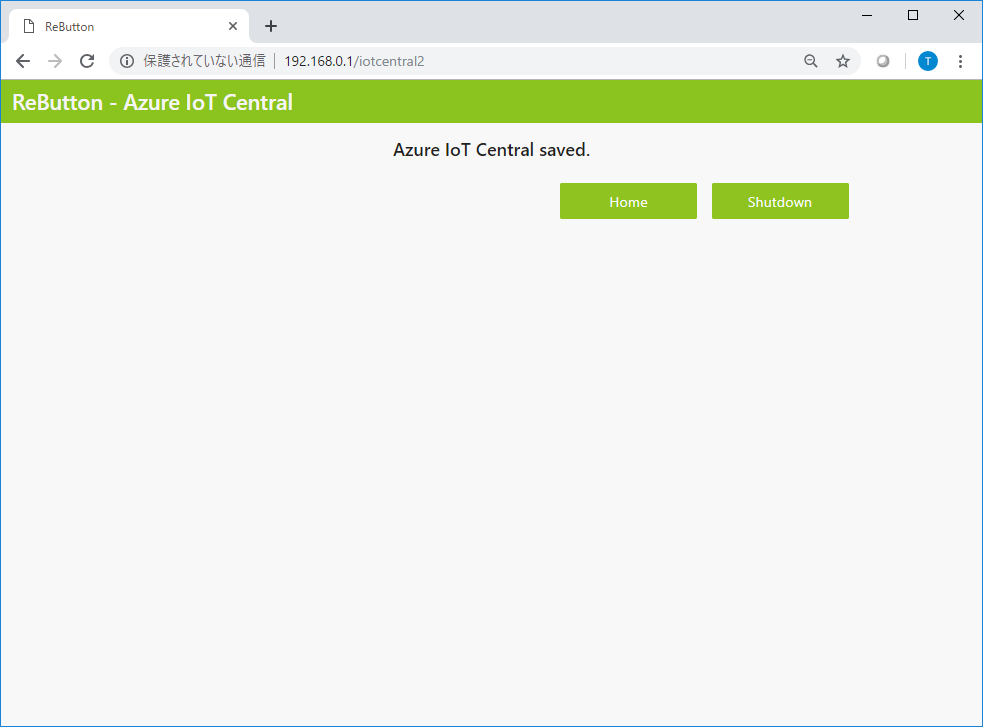 ReButton
保護されていない通信 192.168.0.1/iotcentral2
T
ReButton - Azure IoT Central
Azure IoT Central saved.
Home Shutdown